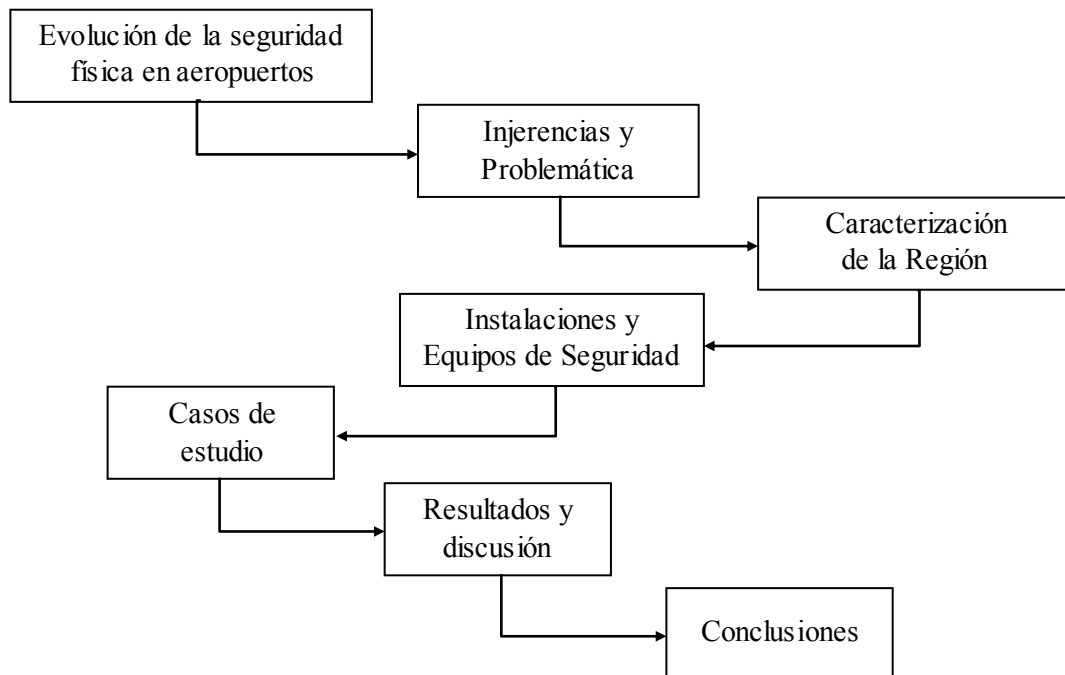 Evolución de la seguridad
física en aeropuertos
Injerencias y
Problemática
Caracterización
de la Región
Instalaciones y
Equipos de Seguridad
Casos de
estudio
Resultados y
discusión
Conclusiones